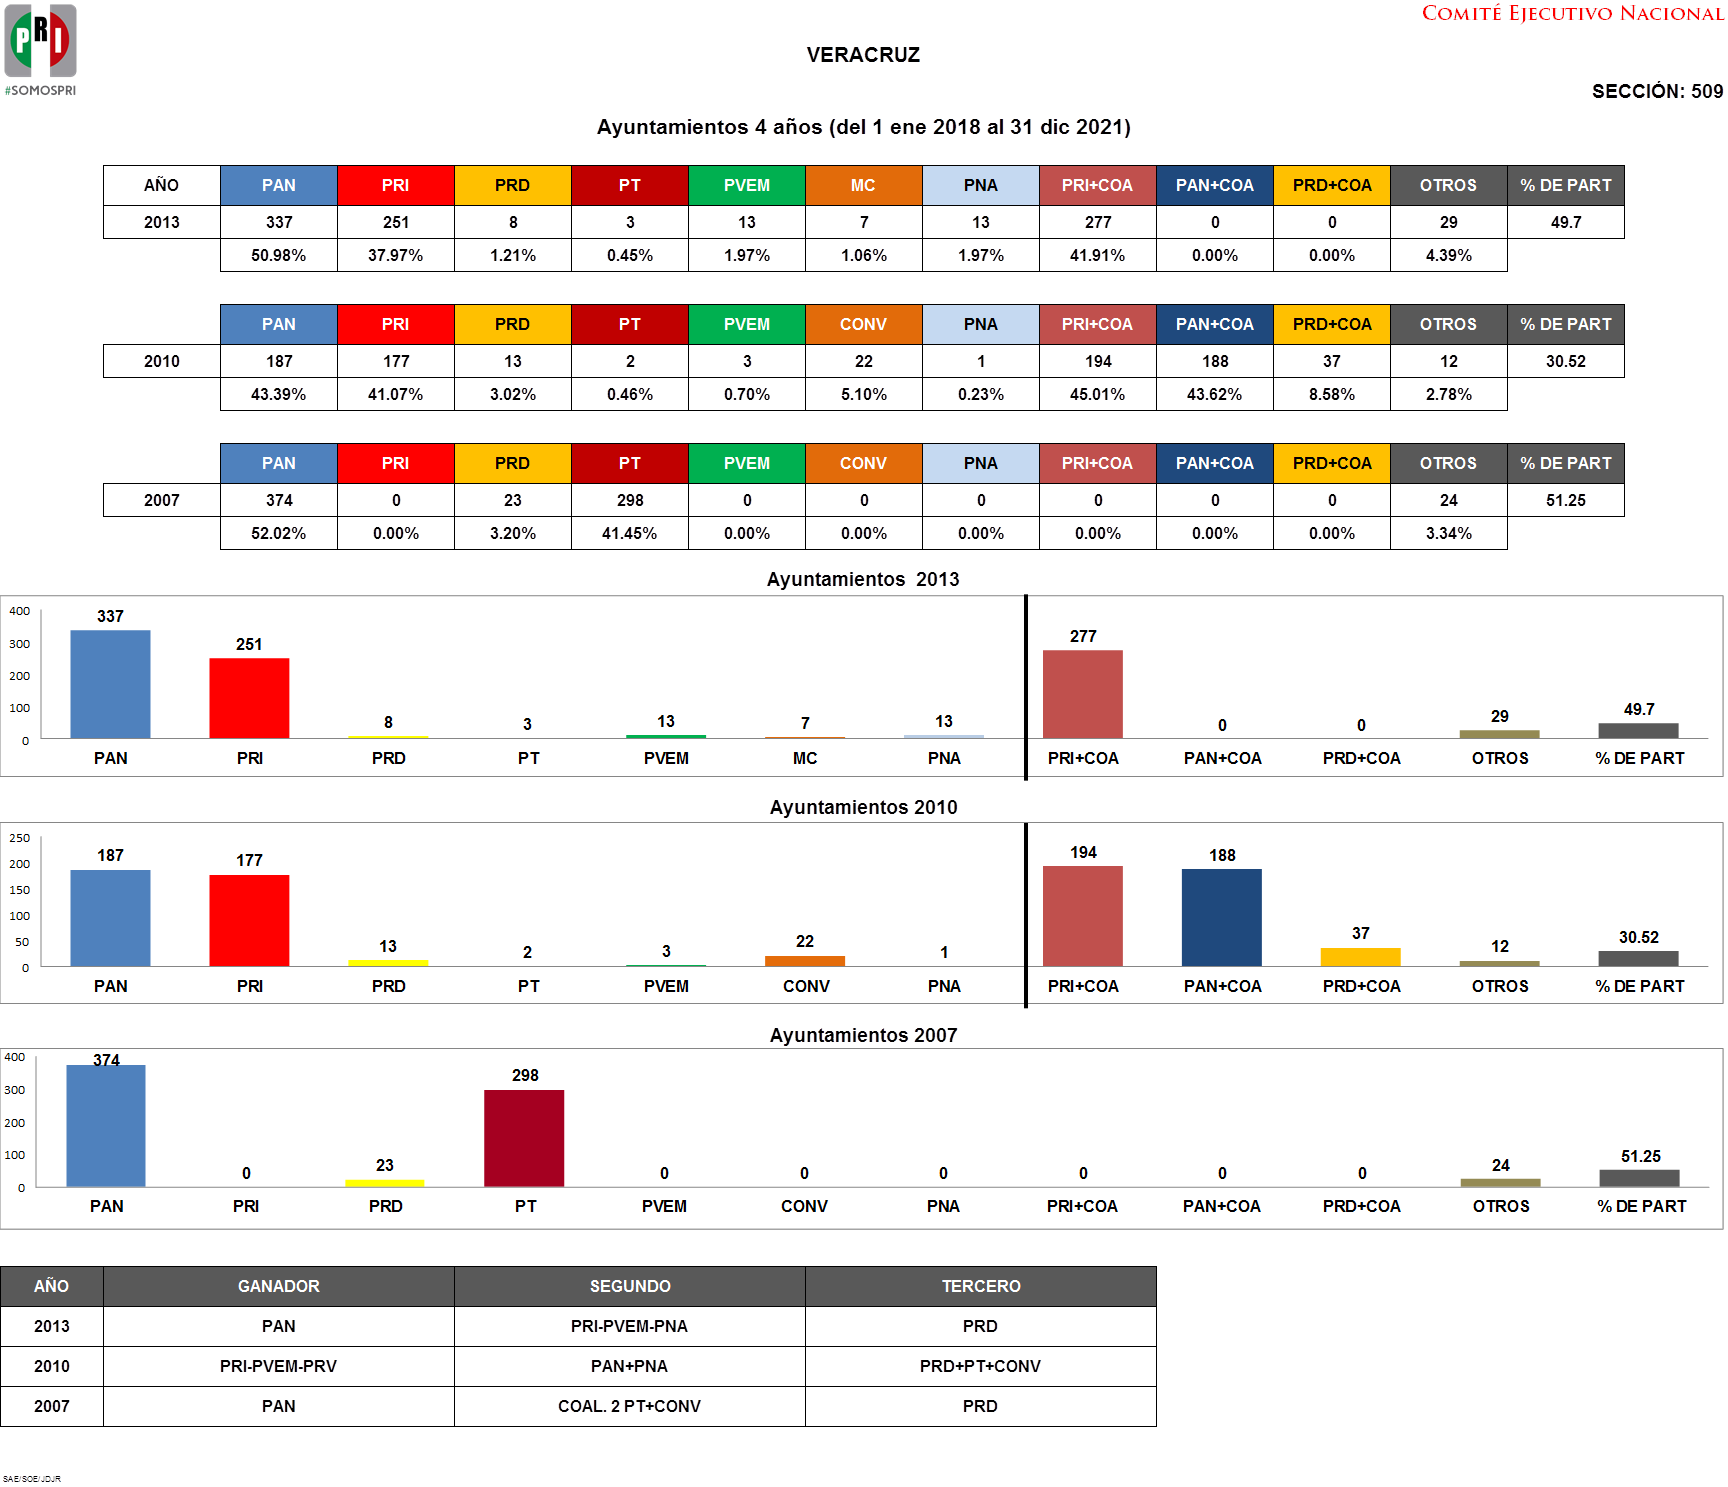 COMITÉ EJECUTIVO NACIONAL
PRI
#SOMOSPRI
VERACRUZ
SECCIÓN: 509
Ayuntamientos 4 años (del 1 ene 2018 al 31 dic 2021)
AÑO PAN PRI PRD PT PVEM MC PNA PRI+COA PAN+COA PRD+COA OTROS % DE PART
2013 337 251 8 3 13 7 13 277 0 0 29 49.7
50.98% 37.97% 1.21% 0.45% 1.97% 1.06% 1.97% 41.91% 0.00% 0.00% 4.39%
PAN PRI PRD PT PVEM CONV PNA PRI+COA PAN+COA PRD+COA OTROS % DE PART
2010 187 177 13 2 3 22 1 194 188 37 12 30.52
43.39% 41.07% 3.02% 0.46% 0.70% 5.10% 0.23% 45.01% 43.62% 8.58% 2.78%
PAN PRI PRD PT PVEM CONV PNA PRI+COA PAN+COA PRD+COA OTROS % DE PART
2007 374 0 23 298 0 0 0 0 0 0 24 51.25
52.02% 0.00% 3.20% 41.45% 0.00% 0.00% 0.00% 0.00% 0.00% 0.00% 3.34%
Ayuntamientos 2013
400
300
200
100
0
337 251 8 3 13 7 13 277 0 0 29 49.7
PAN PRI PRD PT PVEM MC PNA PRI+COA PAN+COA PRD+COA OTROS % DE PART
Ayuntamientos 2010
250
200
150
100
50
0
187 177 13 2 3 22 1 194 188 37 12 30.52
PAN PRI PRD PT PVEM CONV PNA PRI+COA PAN+COA PRD+COA OTROS % DE PART
Ayuntamientos 2007
400
300
200
100
0
374 0 23 298 0 0 0 0 0 0 24 51.25
PAN PRI PRD PT PVEM CONV PNA PRI+COA PAN+COA PRD+COA OTROS % DE PART
AÑO GANADOR SEGUNDO TERCERO
2013 PAN PRI-PVEM-PNA PRD
2010 PRI-PVEM-PRV PAN+PNA PRD+PT+CONV
2007 PAN COAL. 2 PT+CONV PRD
SAE/SOE/JDJR